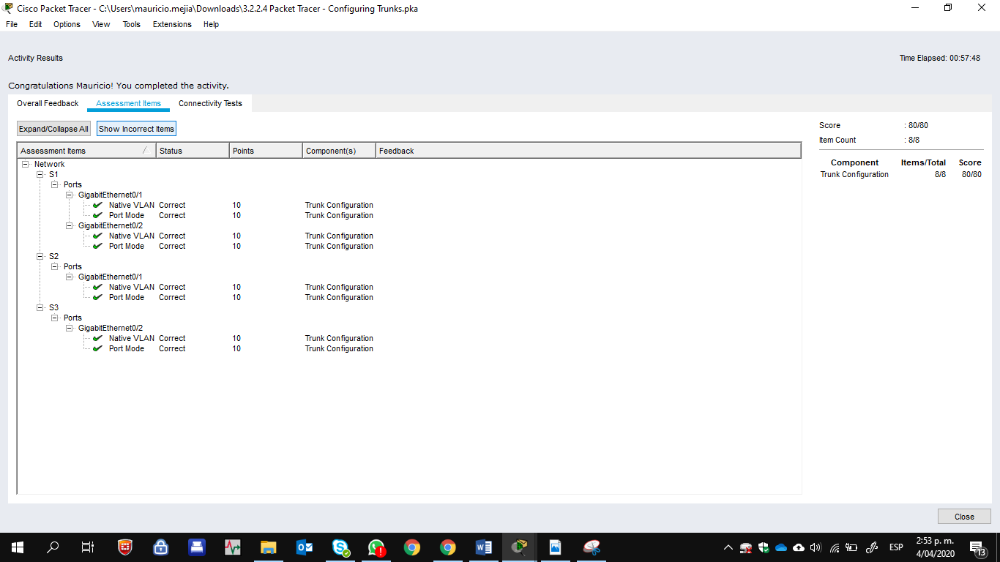 Cisco Packet Tracer - C:\Users\mauricio.mejia\Downloads\3.2.2.4 Packet Tracer - Configuring Trunks.pka
File Edit Options View Tools Extensions Help
Activity Results Time Elapsed: 00:57:48
Congratulations Mauricio! You completed the activity.
Overall Feedback Assessment Items Connectivity Tests
Expand/Collapse All Show Incorrect Items
Score : 80/80
Item Count : 8/8
Component Items/Total Score
Trunk Configuration 8/8 80/80
Assessment Items Status Points Component(s) Feedback
Network
S1
Ports
GigabitEthernet0/1
Native VLAN Correct 10 Trunk Configuration
Port Mode Correct 10 Trunk Configuration
GigabitEthernet0/2
Native VLAN Correct 10 Trunk Configuration
Port Mode Correct 10 Trunk Configuration
S2
Ports
GigabitEthernet0/1
Native VLAN Correct 10 Trunk Configuration
Port Mode Correct 10 Trunk Configuration
S3
Ports
GigabitEthernet0/2
Native VLAN Correct 10 Trunk Configuration
Port Mode Correct 10 Trunk Configuration
Close
ESP
2:53 p. m.
4/04/2020
13